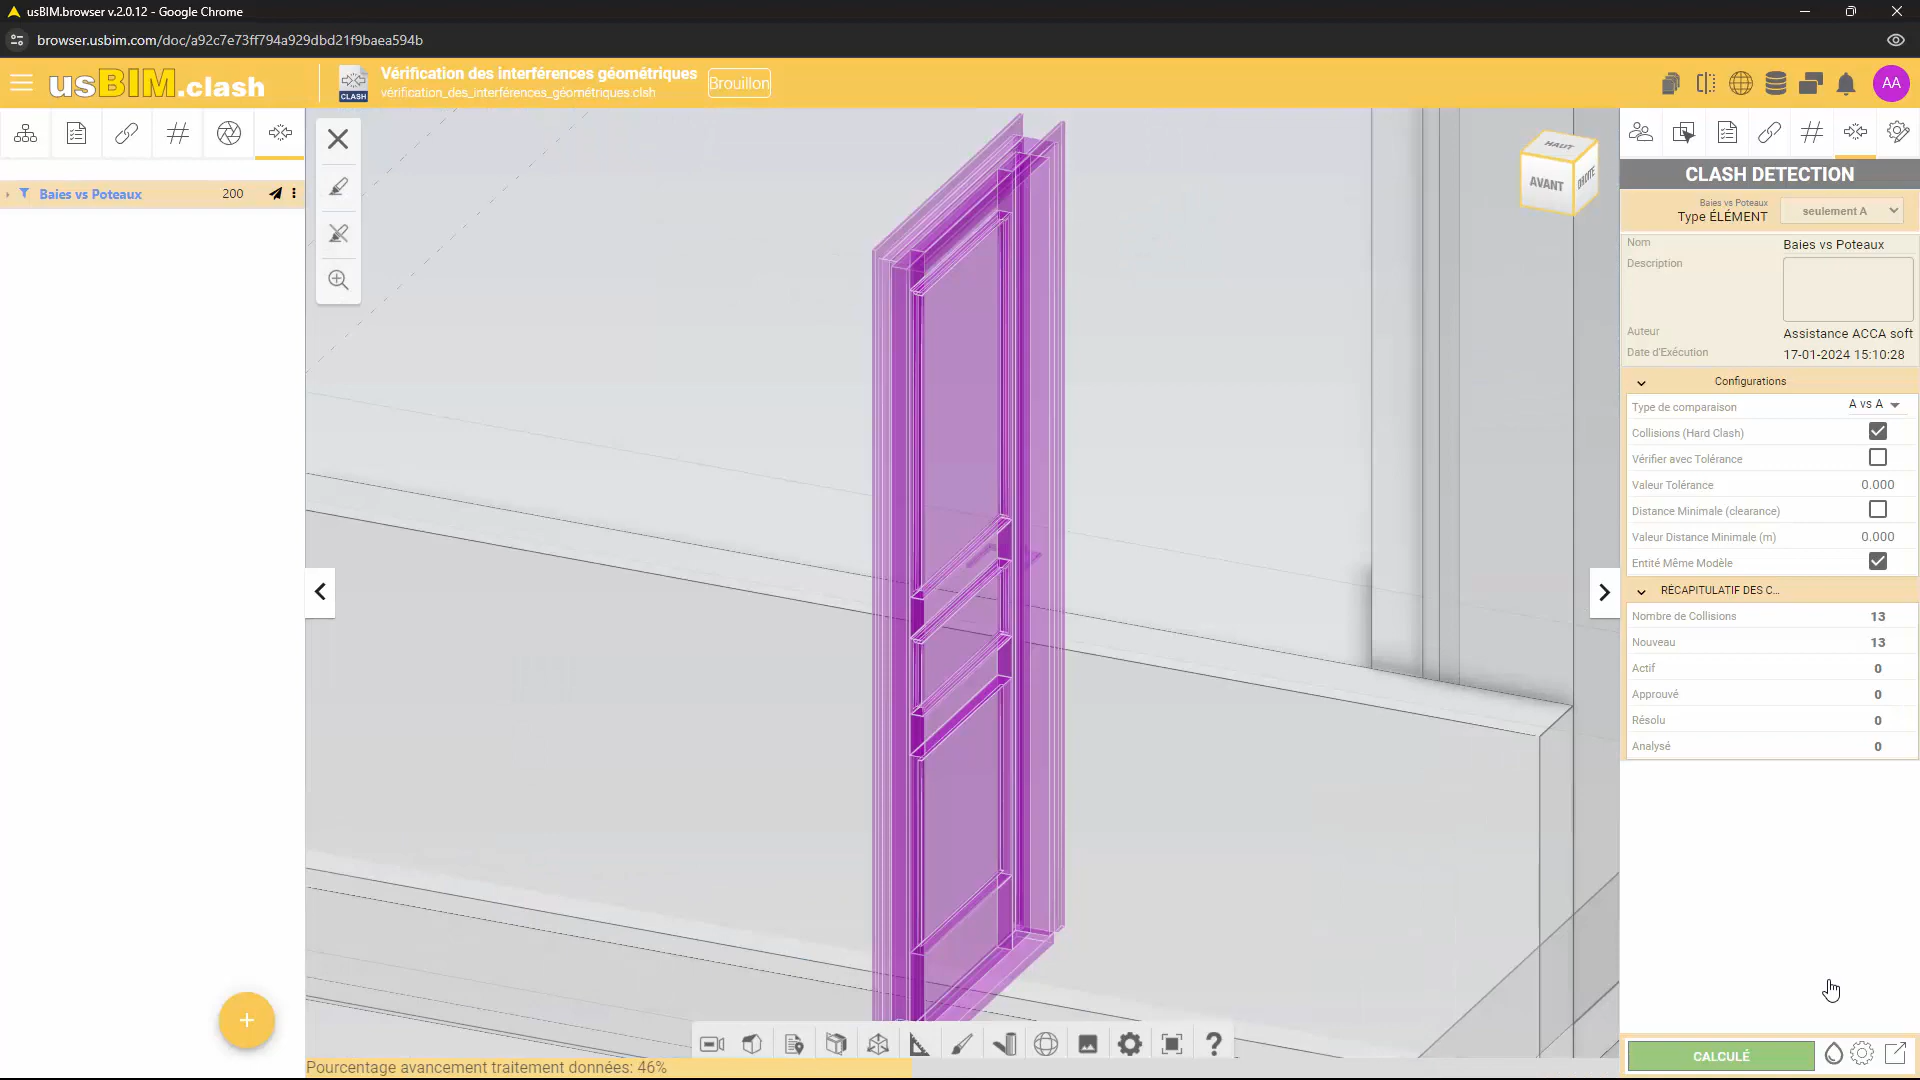 usBIM.browser v.2.0.12 - Google Chrome
browser.usbim.com/doc/a92c7e73ff794a929dbd21f9baea594b
usBIM.clash
CLASH
Vérification des interférences géométriques
vérification_des_interférences_géométriques.clsh
Brouillon
AA
Baies vs Poteaux 200
HAUT
AVANT
DROITE
CLASH DETECTION
Baies vs Poteaux
Type ÉLÉMENT seulement A
Nom Baies vs Poteaux
Description
Auteur Assistance ACCA soft
Date d'Exécution 17-01-2024 15:10:28
Configurations
Type de comparaison A vs A
Collisions (Hard Clash)
Vérifier avec Tolérance
Valeur Tolérance 0.000
Distance Minimale (clearance)
Valeur Distance Minimale (m) 0.000
Entité Même Modèle
RÉCAPITULATIF DES C...
Nombre de Collisions 13
Nouveau 13
Actif 0
Approuvé 0
Résolu 0
Analysé 0
+
Pourcentage avancement traitement données: 46%
CALCULÉ